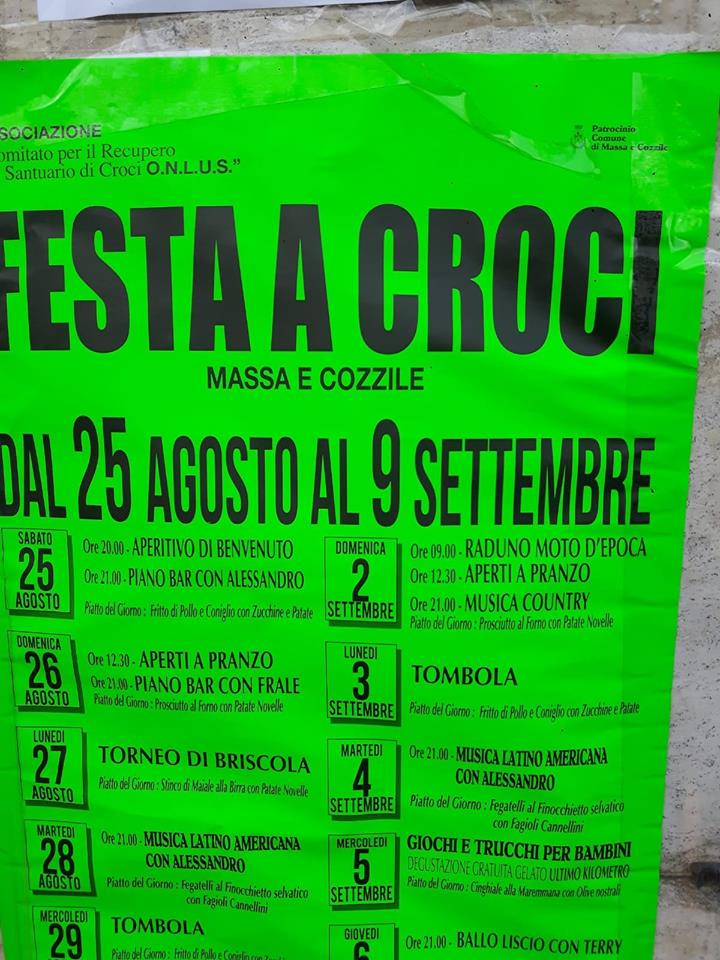 SOCIAZIONE
omitato per il Recupero
Santuario di Croci O.N.L.U.S."
Patrocinio
Comune
di Massa e Cozzile
FESTA A CROCI
MASSA E COZZILE
DAL 25 AGOSTO AL 9 SETTEMBRE
SABATO
25
AGOSTO
Ore 20.00 - APERITIVO DI BENVENUTO
Ore 21.00 - PIANO BAR CON ALESSANDRO
Piatto del Giorno : Fritto di Pollo e Coniglio con Zucchine e Patate
DOMENICA
26
AGOSTO
Ore 12.30 - APERTI A PRANZO
Ore 21.00 - PIANO BAR CON FRALE
Piatto del Giorno : Prosciutto al Forno con Patate Novelle
LUNEDI
27
AGOSTO
TORNEO DI BRISCOLA
Piatto del Giorno : Stinco di Maiale alla Birra con Patate Novelle
MARTEDI
28
AGOSTO
Ore 21.00 - MUSICA LATINO AMERICANA
CON ALESSANDRO
Piatto del Giorno : Fegatelli al Finocchietto selvatico
con Fagioli Cannellini
MERCOLEDI
29
TOMBOLA
Piatto del Giorno : Fritto di Pollo e Coniglio con Zucchine e Patate
DOMENICA
2
SETTEMBRE
Ore 09.00 - RADUNO MOTO D'EPOCA
Ore 12.30 - APERTI A PRANZO
Ore 21.00 - MUSICA COUNTRY
Piatto del Giorno : Prosciutto al Forno con Patate Novelle
LUNEDI
3
SETTEMBRE
TOMBOLA
Piatto del Giorno : Fritto di Pollo e Coniglio con Zucchine e Patate
MARTEDI
4
SETTEMBRE
Ore 21.00 - MUSICA LATINO AMERICANA
CON ALESSANDRO
Piatto del Giorno : Fegatelli al Finocchietto selvatico
con Fagioli Cannellini
MERCOLEDI
5
SETTEMBRE
GIOCHI E TRUCCHI PER BAMBINI
DEGUSTAZIONE GRATUITA GELATO ULTIMO KILOMETRO
Piatto del Giorno : Cinghiale alla Maremmana con Olive nostrali
GIOVEDI
6
Ore 21.00 - BALLO LISCIO CON TERRY